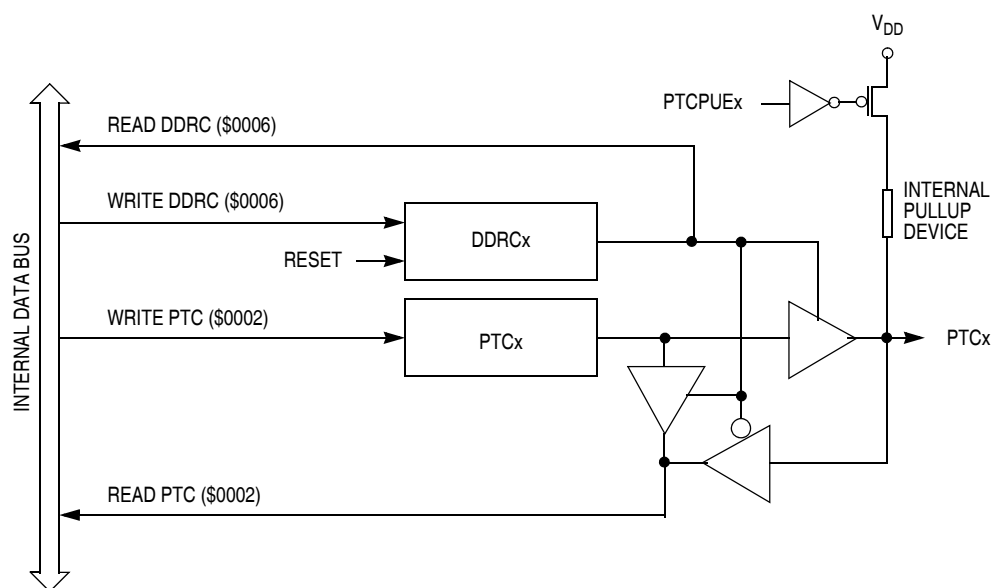 VDD
PTCPUEx
READ DDRC ($0006)
WRITE DDRC ($0006)
INTERNAL
PULLUP
DEVICE
DDRCx
RESET
INTERNAL DATA BUS
WRITE PTC ($0002)
PTCx
PTCx
READ PTC ($0002)